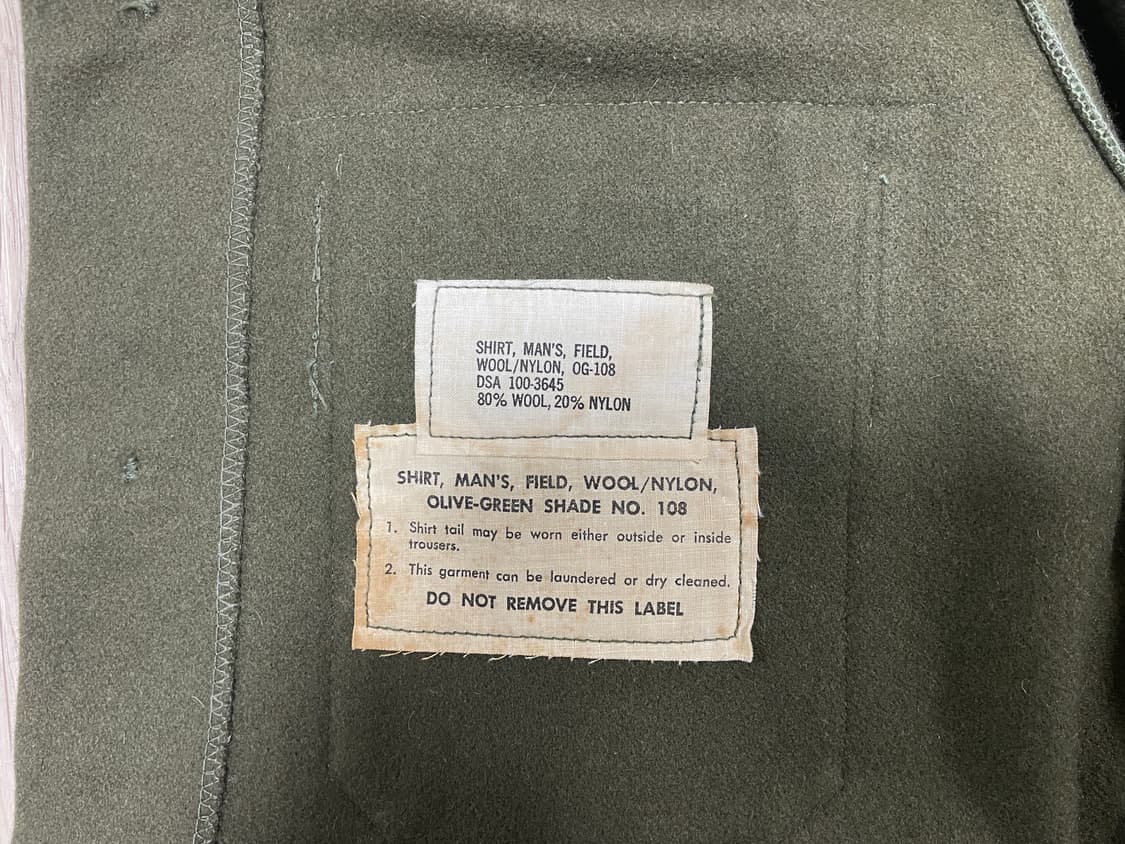 SHIRT, MAN'S, FIELD,
WOOL/NYLON, OG-108
DSA 100-3645
80% WOOL, 20% NYLON
SHIRT, MAN'S, FIELD, WOOL/NYLON,
OLIVE-GREEN SHADE NO. 108
1. Shirt tail may be worn either outside or inside
trousers.
2. This garment can be laundered or dry cleaned.
DO NOT REMOVE THIS LABEL